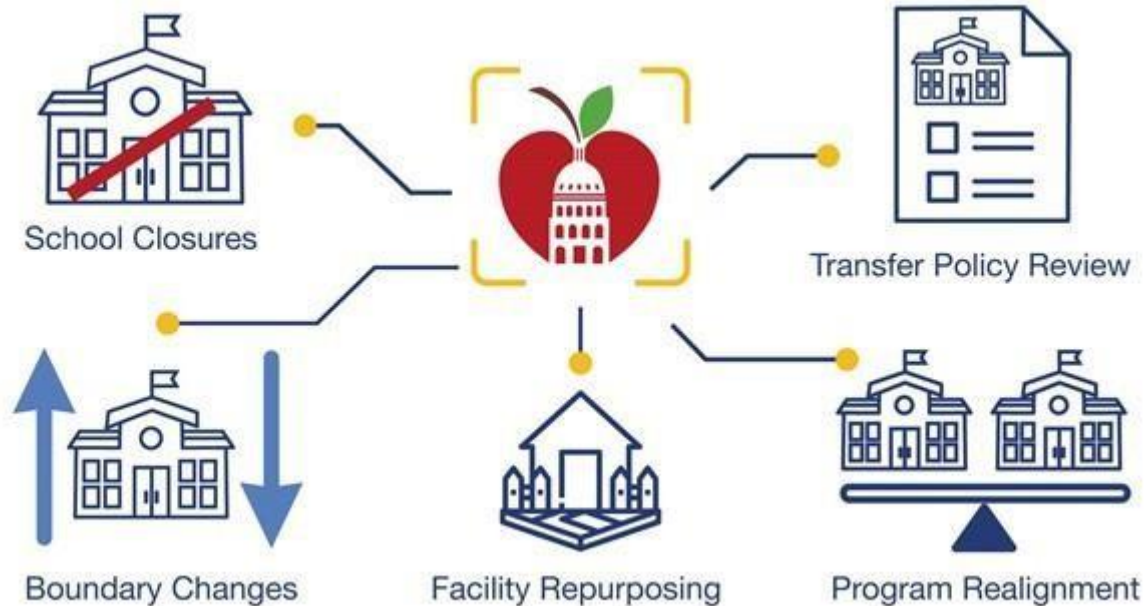 School Closures
Transfer Policy Review
Boundary Changes
Facility Repurposing
Program Realignment